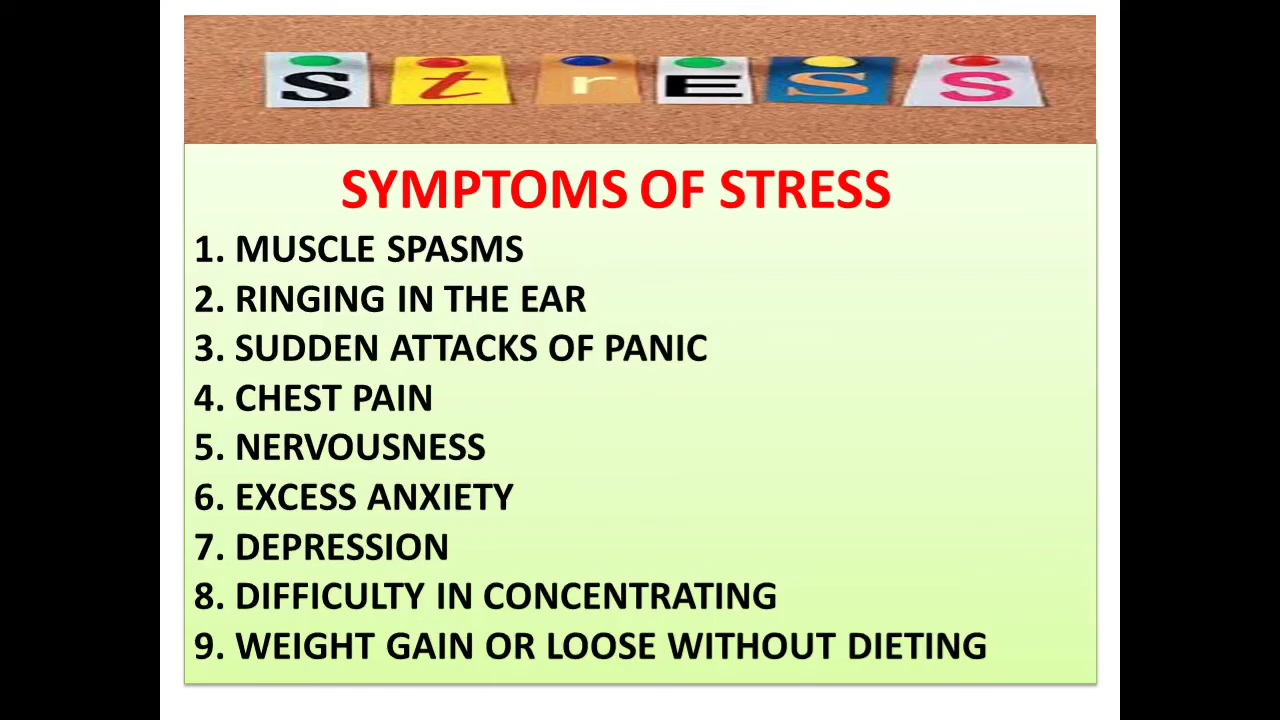 StrESS
SYMPTOMS OF STRESS
1. MUSCLE SPASMS
2. RINGING IN THE EAR
3. SUDDEN ATTACKS OF PANIC
4. CHEST PAIN
5. NERVOUSNESS
6. EXCESS ANXIETY
7. DEPRESSION
8. DIFFICULTY IN CONCENTRATING
9. WEIGHT GAIN OR LOOSE WITHOUT DIETING